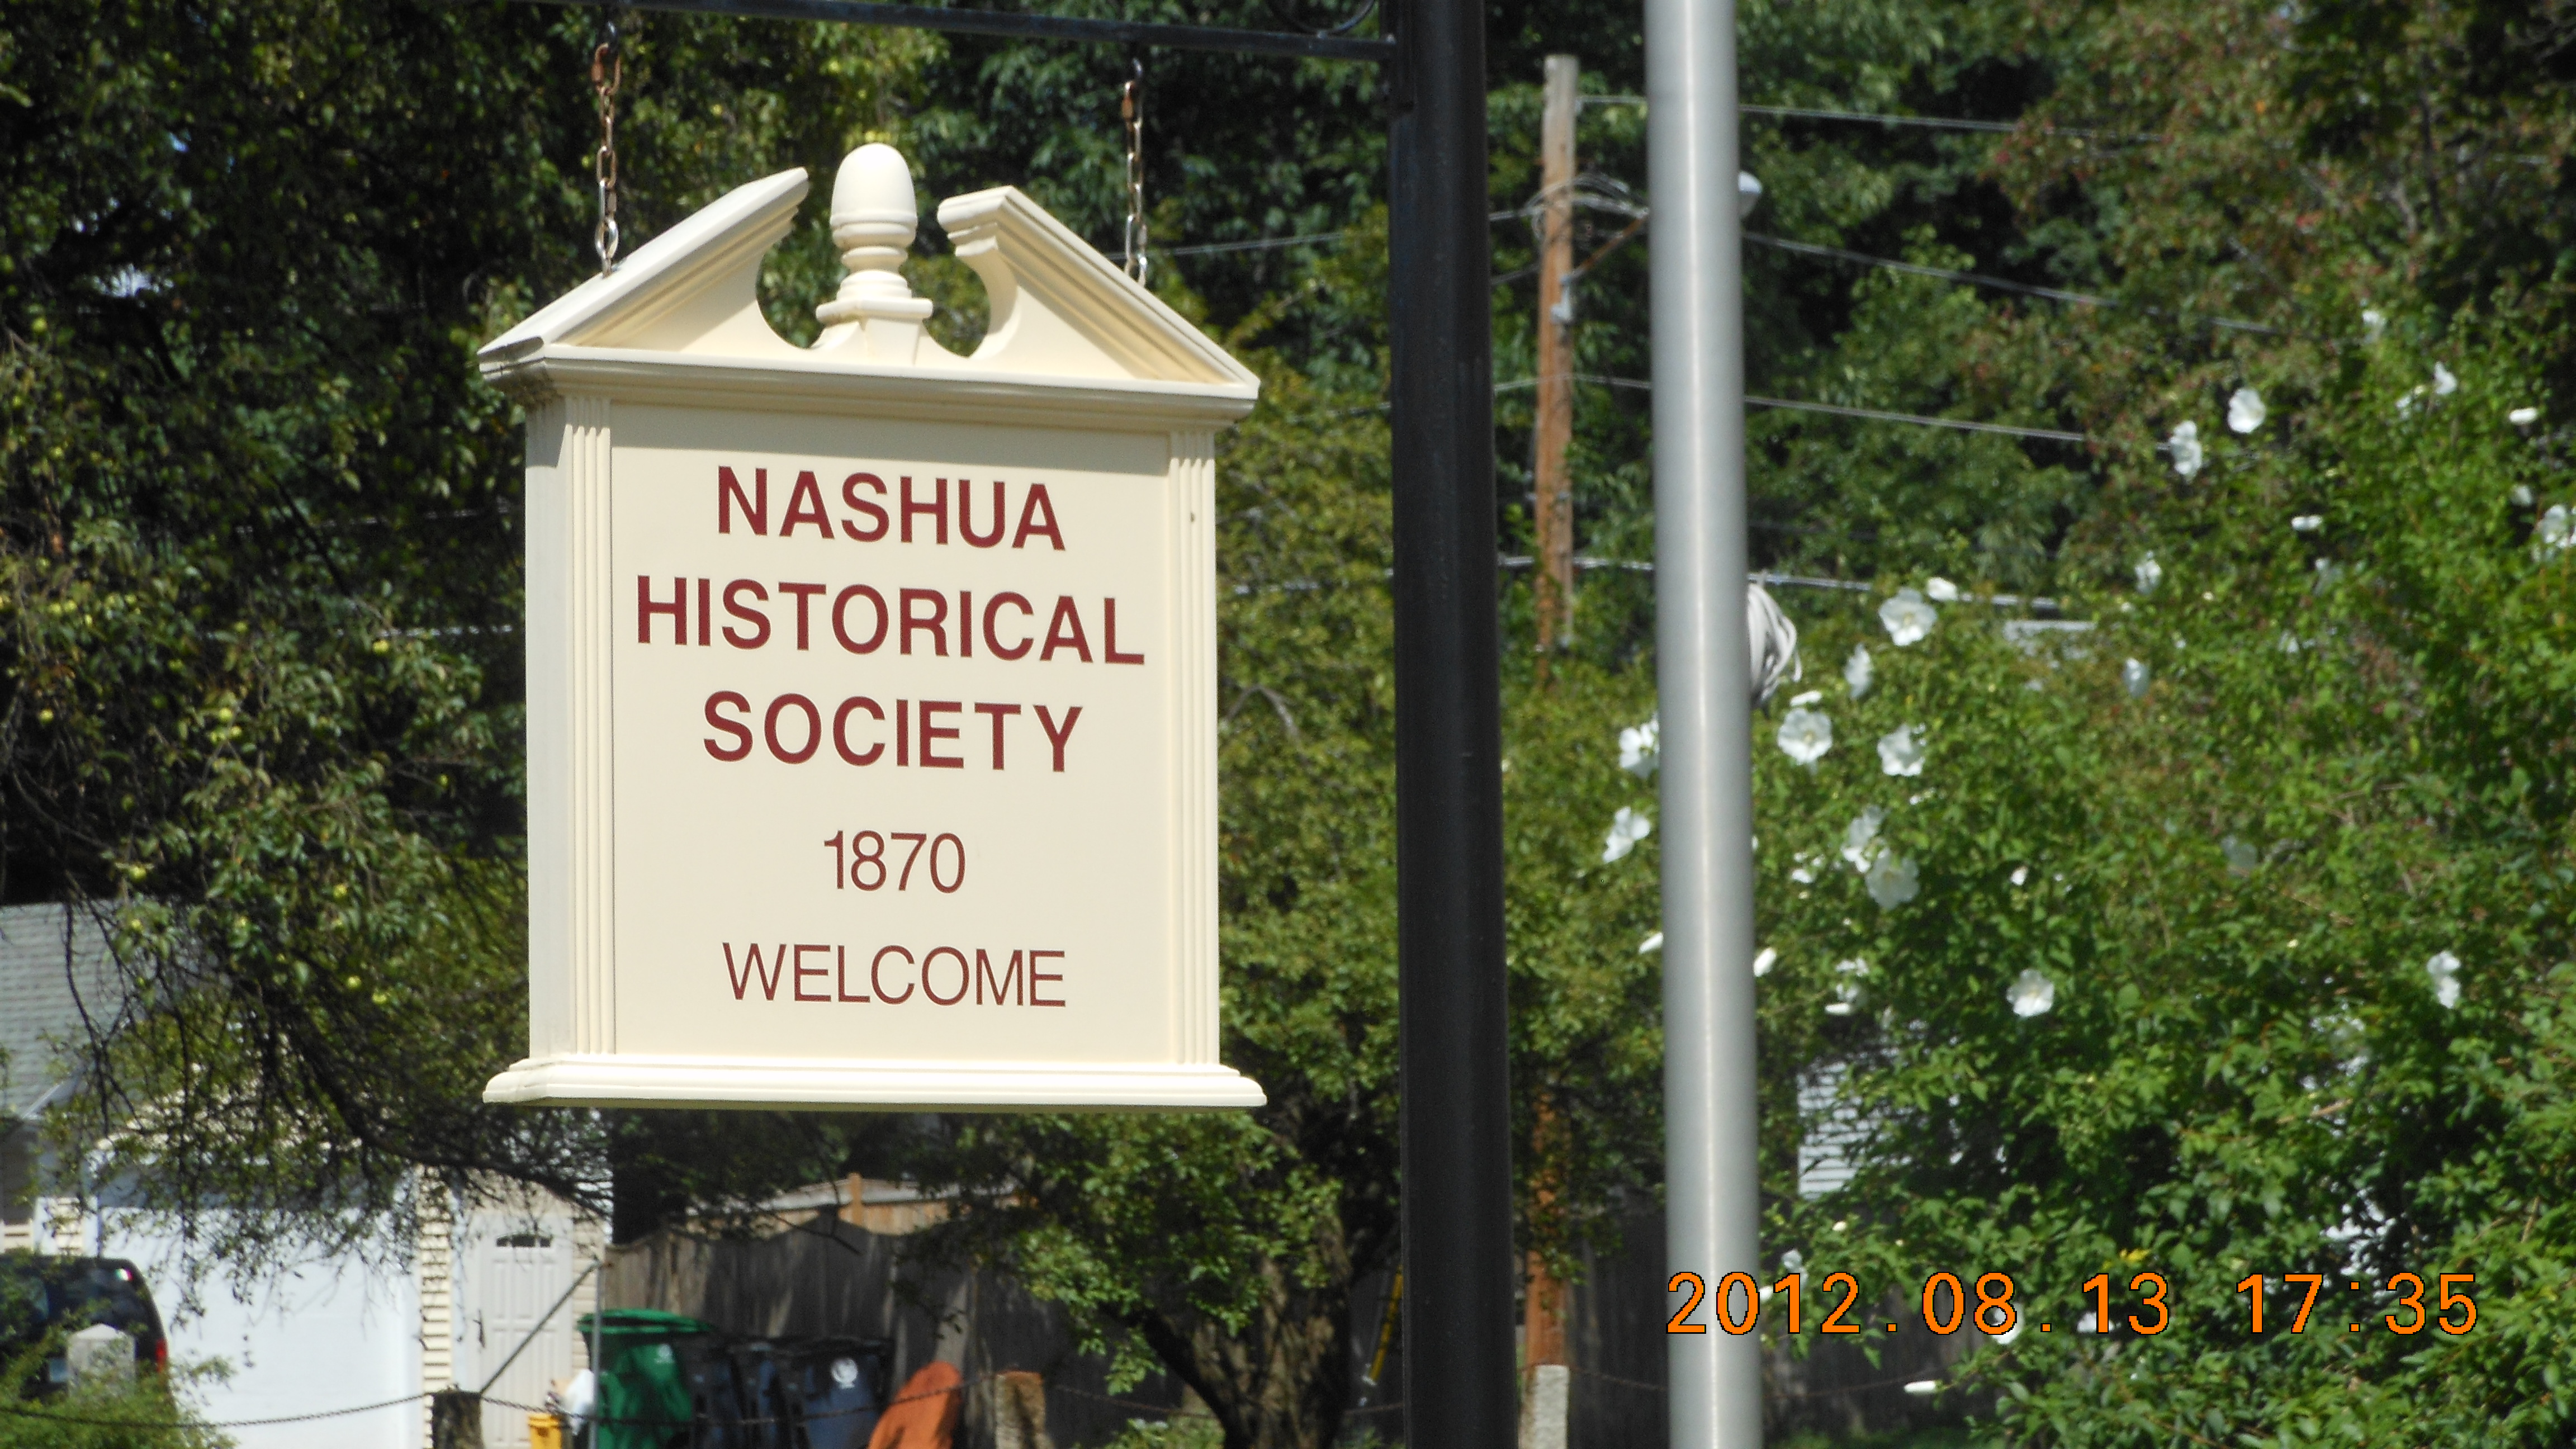 NASHUA
HISTORICAL
SOCIETY
1870
WELCOME
2012.08.13 17:35